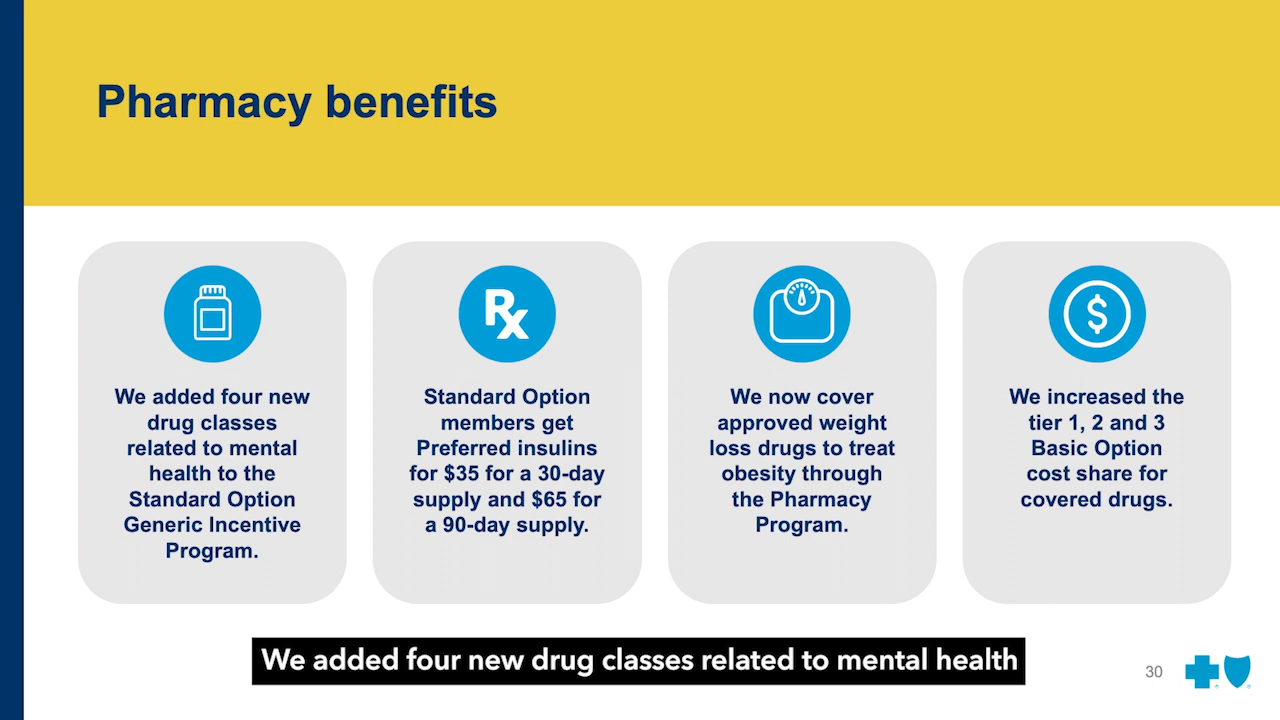 Pharmacy benefits
Rx
We added four new
drug classes
related to mental
health to the
Standard Option
Generic Incentive
Program.
Standard Option
members get
Preferred insulins
for $35 for a 30-day
supply and $65 for
a 90-day supply.
We now cover
approved weight
loss drugs to treat
obesity through
the Pharmacy
Program.
$
We increased the
tier 1, 2 and 3
Basic Option
cost share for
covered drugs.
We added four new drug classes related to mental health
30
® ®